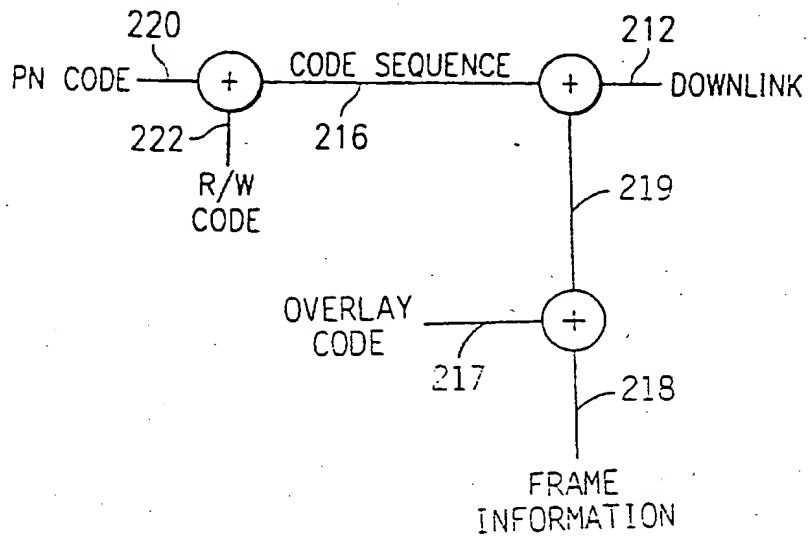 220
212
PN CODE
+
CODE SEQUENCE
+
DOWNLINK
222
216
R/W
CODE
219
OVERLAY
CODE
+
217
218
FRAME
INFORMATION